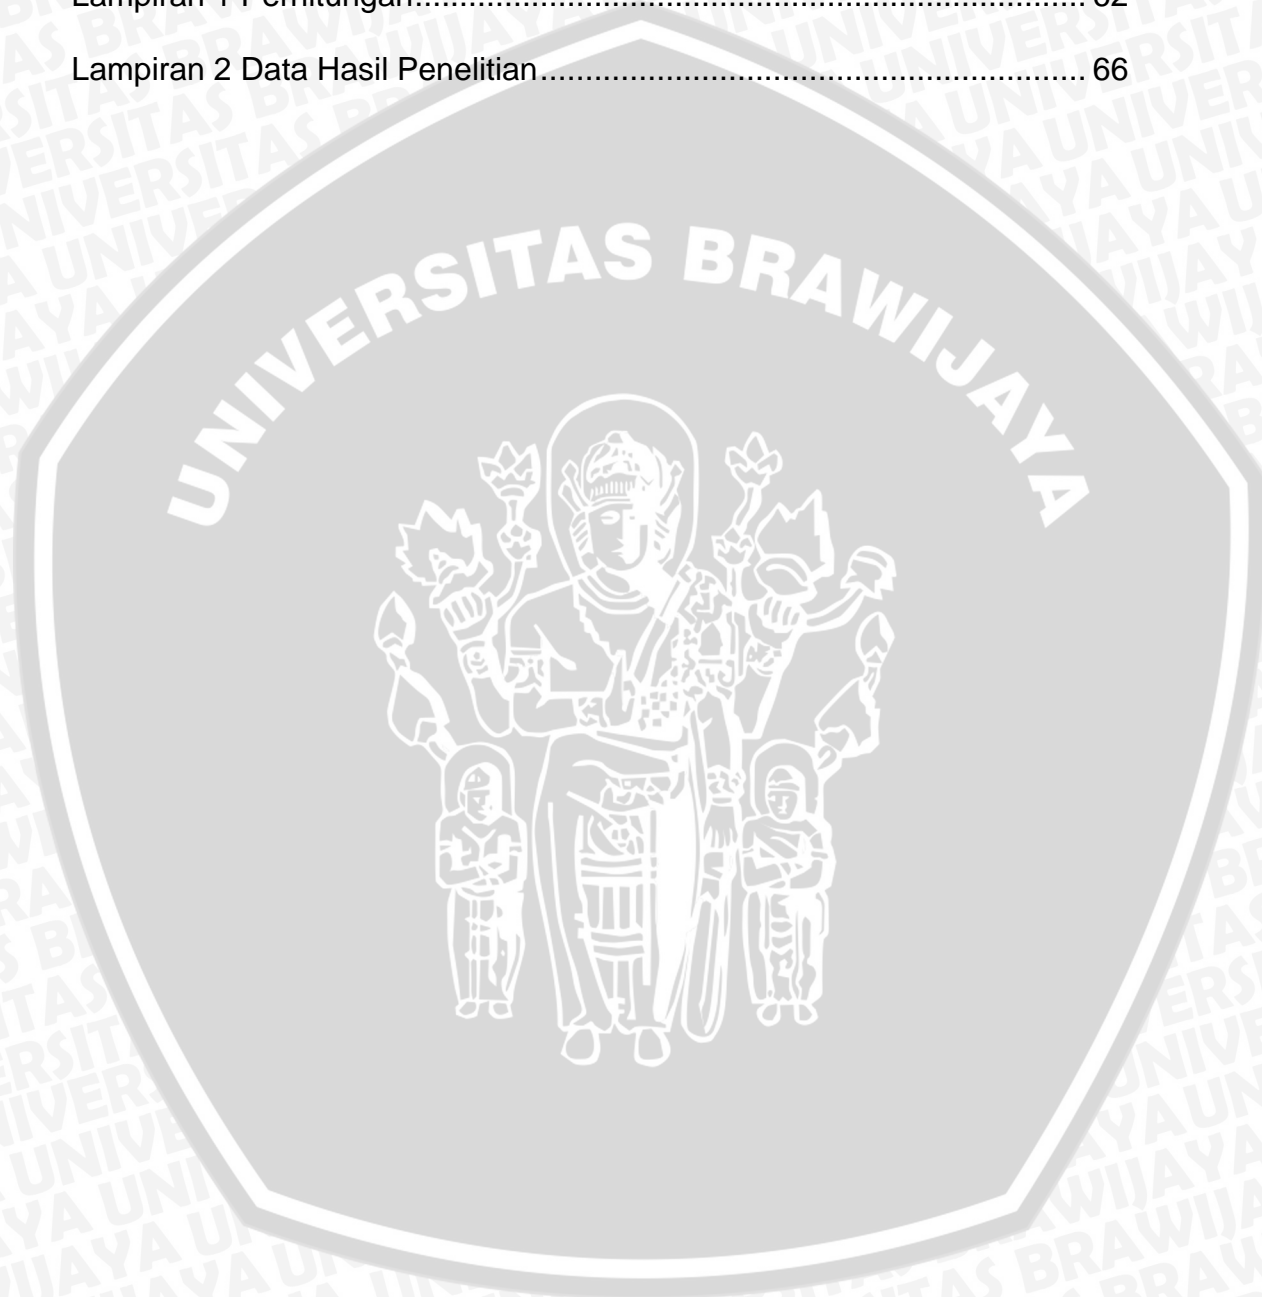 Lampiran 1 Perhitungan........................................................................... 62
Lampiran 2 Data Hasil Penelitian............................................................. 66
UNIVERSITAS BRAWIJAYA